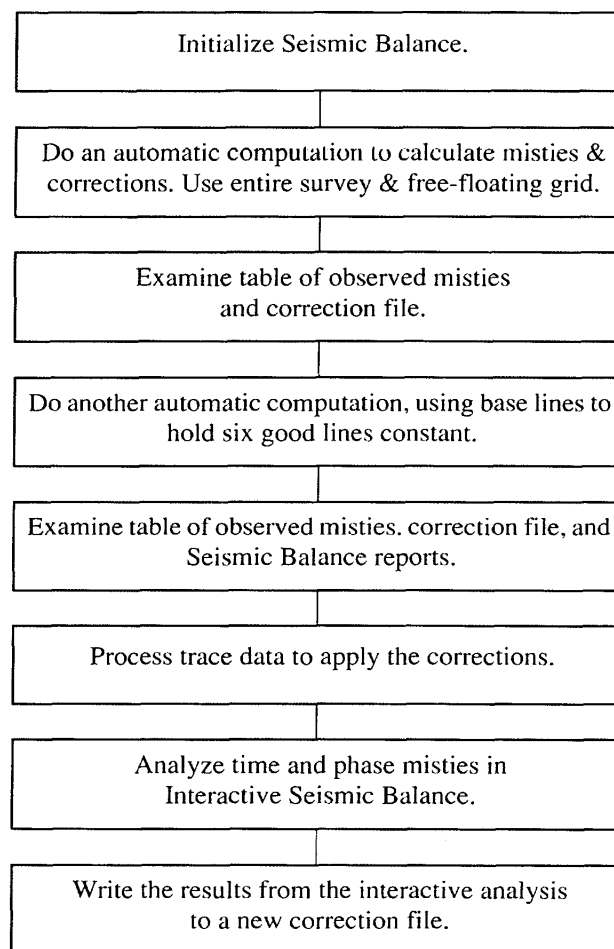 Initialize Seismic Balance.
Do an automatic computation to calculate misties &
corrections. Use entire survey & free-floating grid.
Examine table of observed misties
and correction file.
Do another automatic computation, using base lines to
hold six good lines constant.
Examine table of observed misties. correction file, and
Seismic Balance reports.
Process trace data to apply the corrections.
Analyze time and phase misties in
Interactive Seismic Balance.
Write the results from the interactive analysis
to a new correction file.